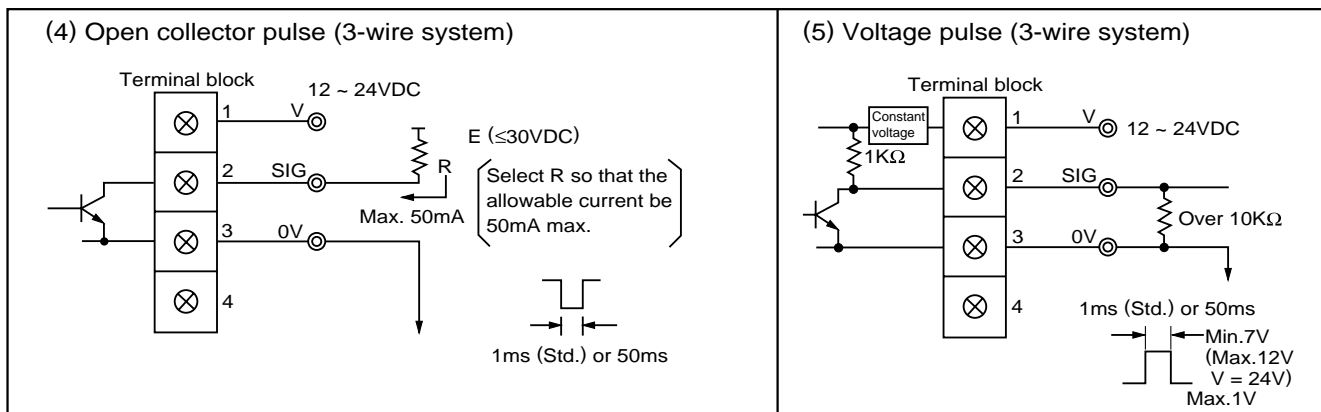 (4) Open collector pulse (3-wire system)
Terminal block
12 ~ 24VDC
1
V
E (≤30VDC)
R
2
SIG
Select R so that the
allowable current be
50mA max.
Max. 50mA
3
0V
4
1ms (Std.) or 50ms
(5) Voltage pulse (3-wire system)
Terminal block
Constant
voltage
1
V
12 ~ 24VDC
1KΩ
2
SIG
Over 10KΩ
3
0V
4
1ms (Std.) or 50ms
Min.7V
(Max.12V
V = 24V)
Max.1V